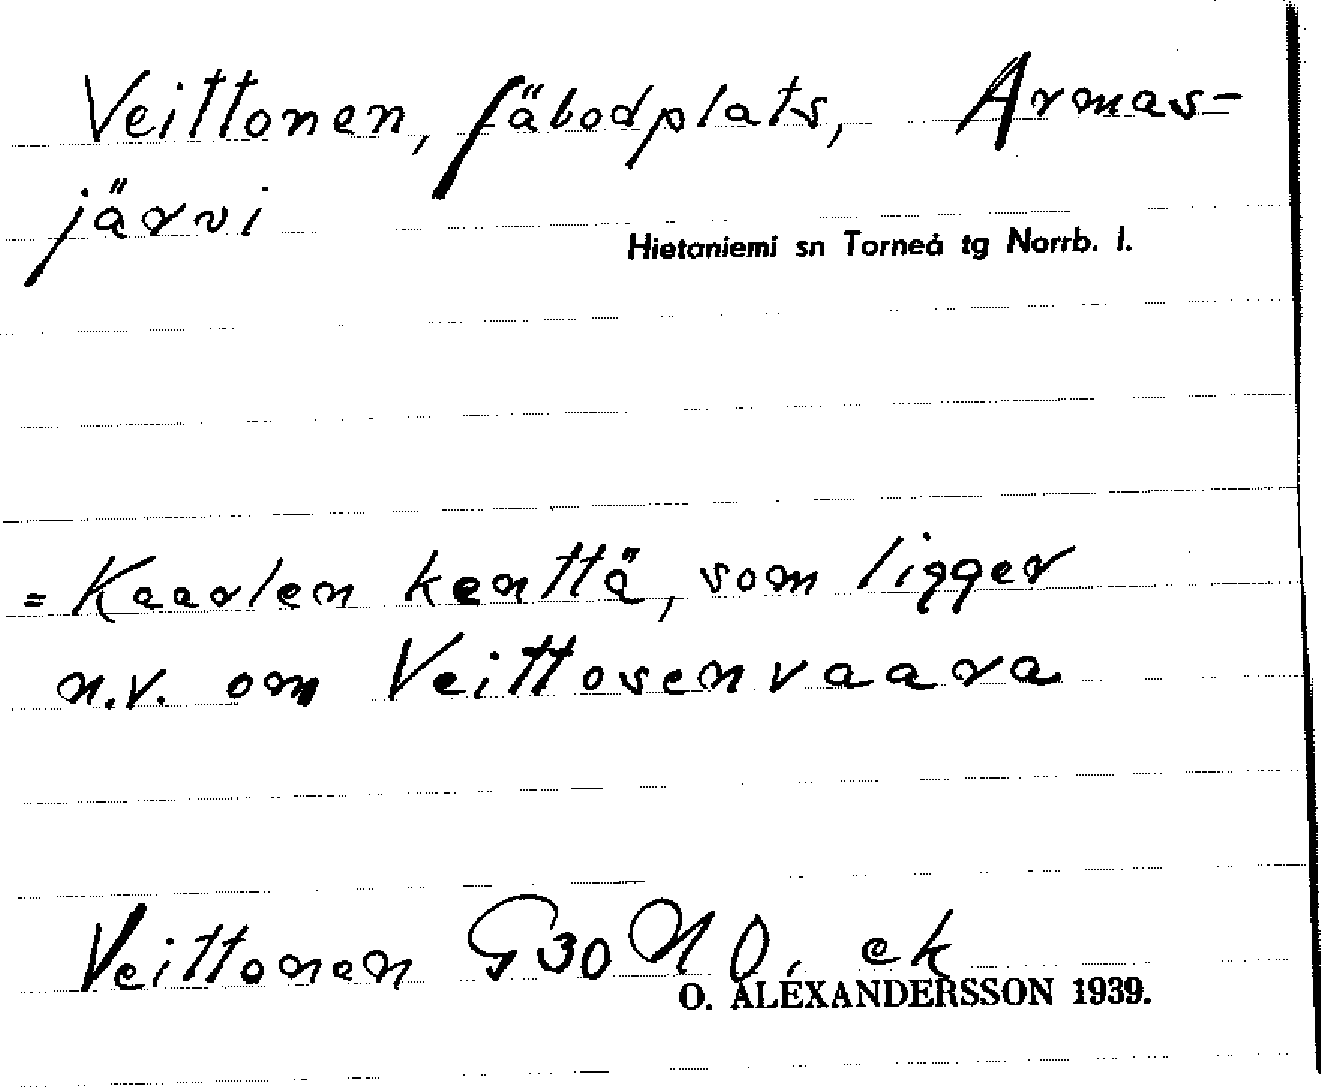 Veittonen, fäbodplats, Armas-
järvi
Hietaniemi sn Torneå tg Norrb. l.
= Kaarlen kenttä, som ligger
n.v. om Veittosenvaara
Veittonen G 30 N O. ek
O. ALEXANDERSSON 1939.